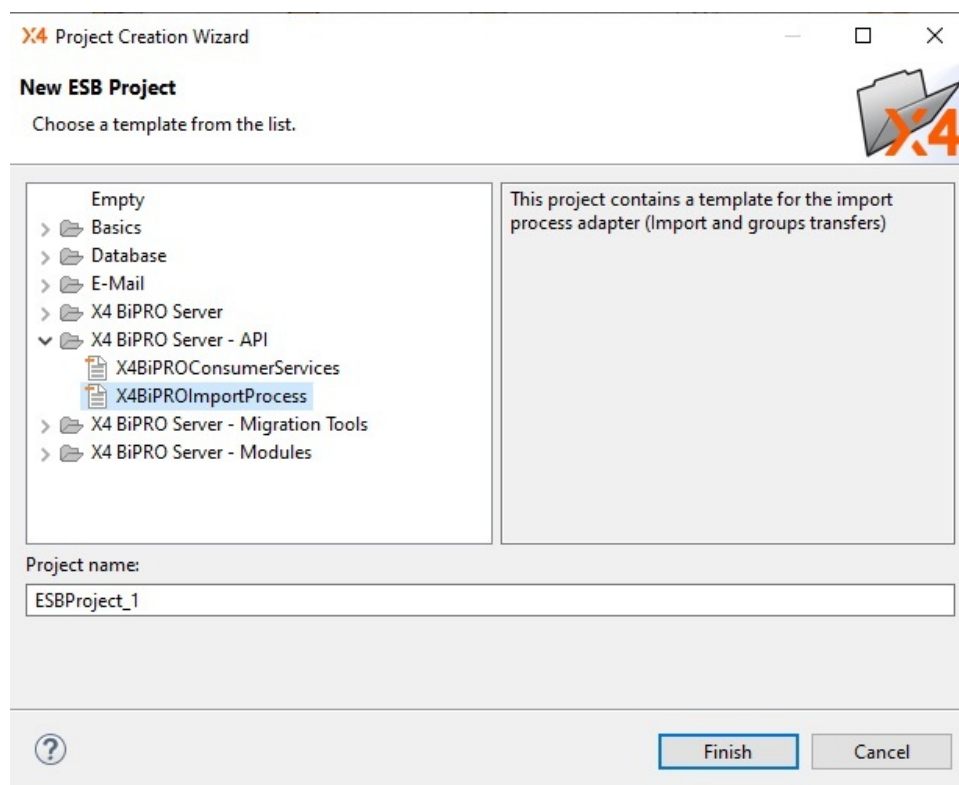 X4 Project Creation Wizard
New ESB Project
Choose a template from the list.
X4
Empty
Basics
Database
E-Mail
X4 BiPRO Server
X4 BiPRO Server - API
X4BiPROConsumerServices
X4BiPROImportProcess
X4 BiPRO Server - Migration Tools
X4 BiPRO Server - Modules
This project contains a template for the import
process adapter (Import and groups transfers)
Project name:
ESBProject_1
?
Finish
Cancel